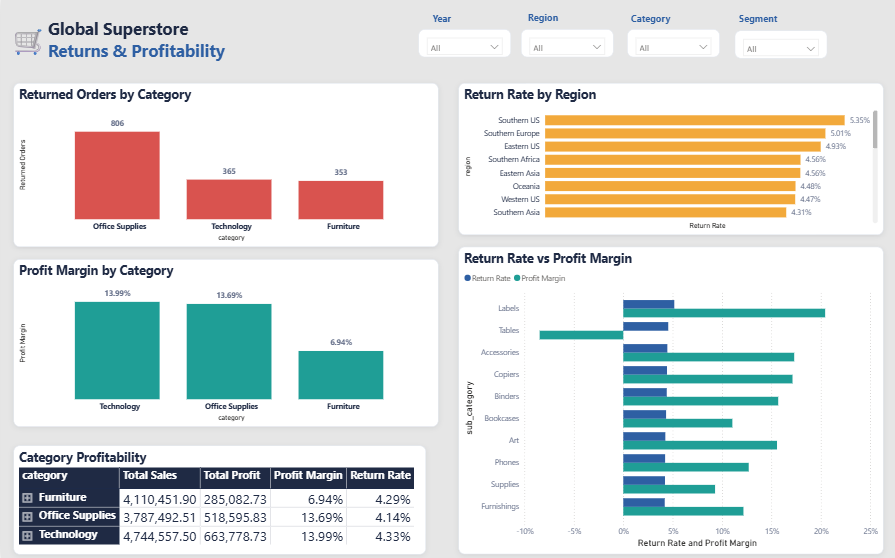 Global Superstore
Returns & Profitability
Year
Region
Category
Segment
All
All
All
All
Returned Orders by Category
Returned Orders
806
365
353
Office Supplies
Technology
Furniture
category
Return Rate by Region
region
Southern US 5.35%
Southern Europe 5.01%
Eastern US 4.93%
Southern Africa 4.56%
Eastern Asia 4.56%
Oceania 4.48%
Western US 4.47%
Southern Asia 4.31%
Return Rate
Profit Margin by Category
Profit Margin
13.99%
13.69%
6.94%
Technology
Office Supplies
Furniture
category
Return Rate vs Profit Margin
Return Rate Profit Margin
sub_category
Labels
Tables
Accessories
Copiers
Binders
Bookcases
Art
Phones
Supplies
Furnishings
-10% -5% 0% 5% 10% 15% 20% 25%
Return Rate and Profit Margin
Category Profitability
category Total Sales Total Profit Profit Margin Return Rate
Furniture 4,110,451.90 285,082.73 6.94% 4.29%
Office Supplies 3,787,492.51 518,595.83 13.69% 4.14%
Technology 4,744,557.50 663,778.73 13.99% 4.33%